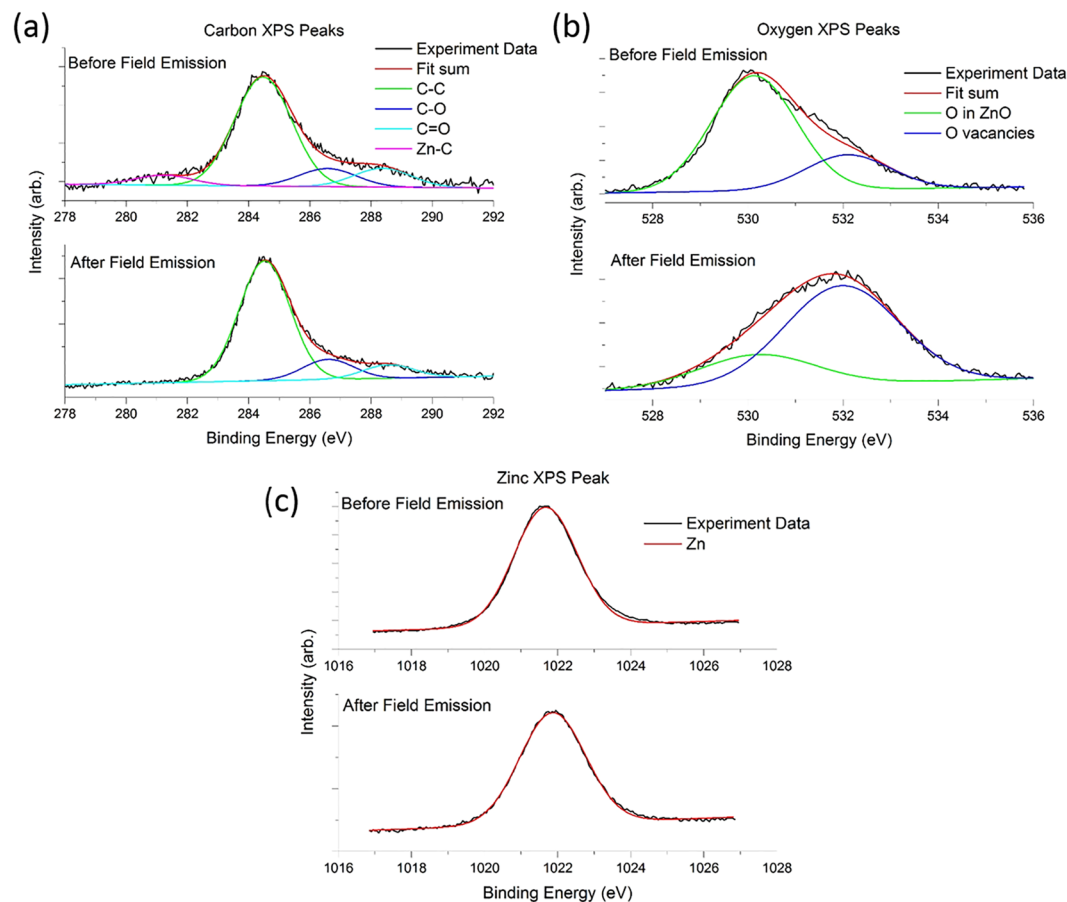 (a)
Carbon XPS Peaks
Before Field Emission
Experiment Data
Fit sum
C-C
C-O
C=O
Zn-C
278 280 282 284 286 288 290 292
After Field Emission
278 280 282 284 286 288 290 292
Binding Energy (eV)
Intensity (arb.)
(b)
Oxygen XPS Peaks
Before Field Emission
Experiment Data
Fit sum
O in ZnO
O vacancies
528 530 532 534 536
After Field Emission
528 530 532 534 536
Binding Energy (eV)
Intensity (arb.)
(c)
Zinc XPS Peak
Before Field Emission
Experiment Data
Zn
1016 1018 1020 1022 1024 1026 1028
After Field Emission
1016 1018 1020 1022 1024 1026 1028
Binding Energy (eV)
Intensity (arb.)